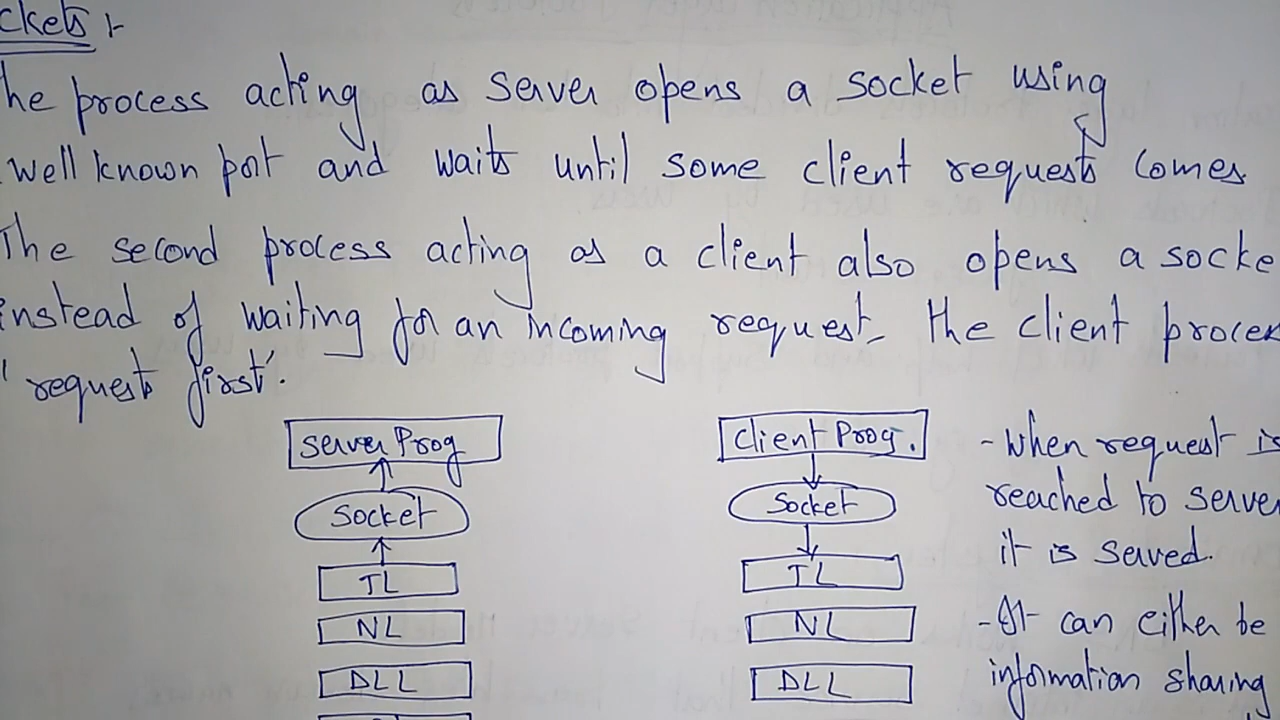 ckets :-
he process acting as server opens a socket using
well known port and waits until some client requests comes
The second process acting as a client also opens a socke
instead of waiting for an incoming request- the client proces
requests first'.
Server Prog
Socket
TL
NL
DLL
Client Prog.
Socket
TL
NL
DLL
- When request is
reached to server
it is served.
- It can either be
information sharing